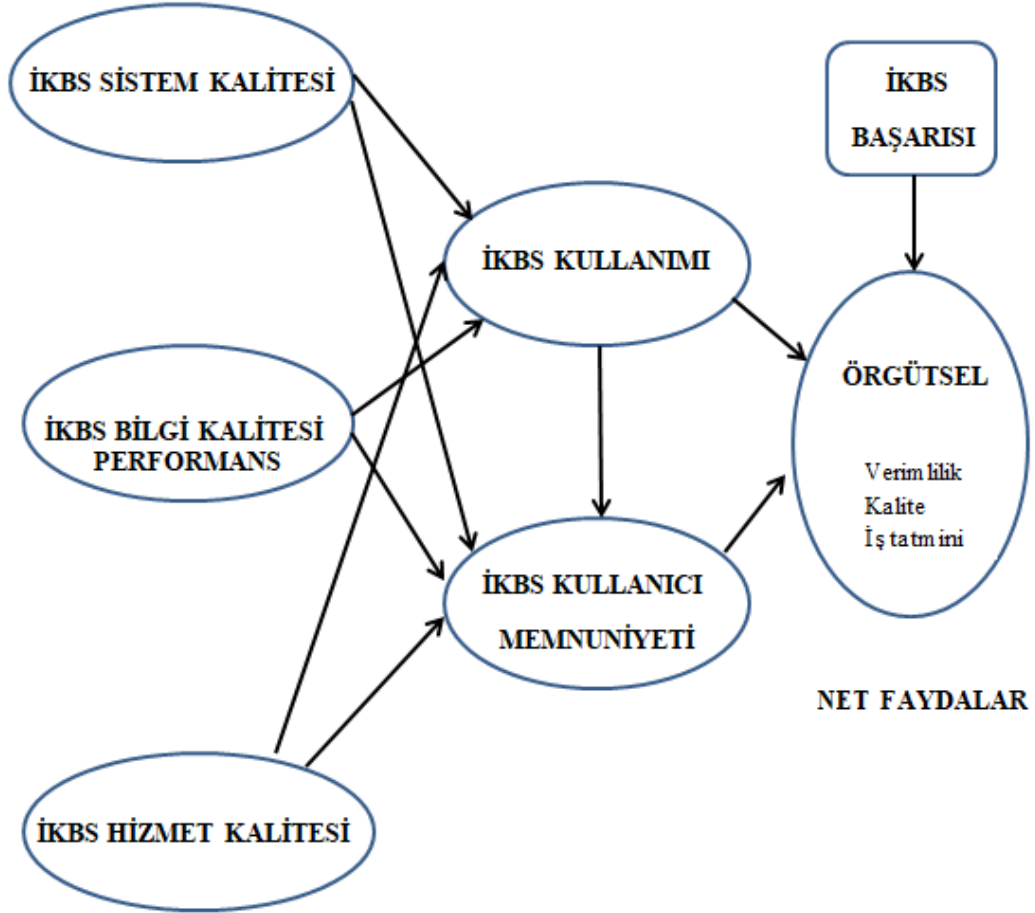 İKBS SİSTEM KALİTESİ
İKBS
BAŞARISI
İKBS KULLANIMI
İKBS BİLGİ KALİTESİ
PERFORMANS
ÖRGÜTSEL
Verimlilik
Kalite
İş tatmini
İKBS KULLANICI
MEMNUNİYETİ
NET FAYDALAR
İKBS HİZMET KALİTESİ